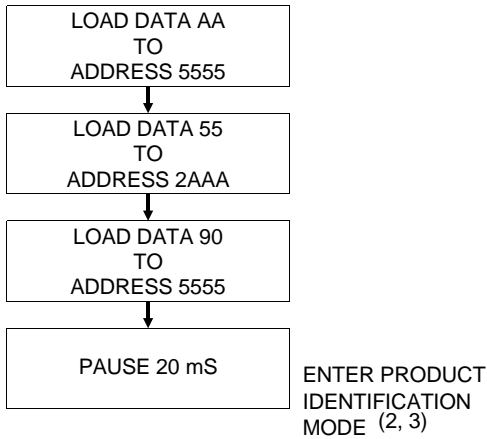 LOAD DATA AA
TO
ADDRESS 5555
LOAD DATA 55
TO
ADDRESS 2AAA
LOAD DATA 90
TO
ADDRESS 5555
PAUSE 20 mS
ENTER PRODUCT
IDENTIFICATION
MODE (2, 3)